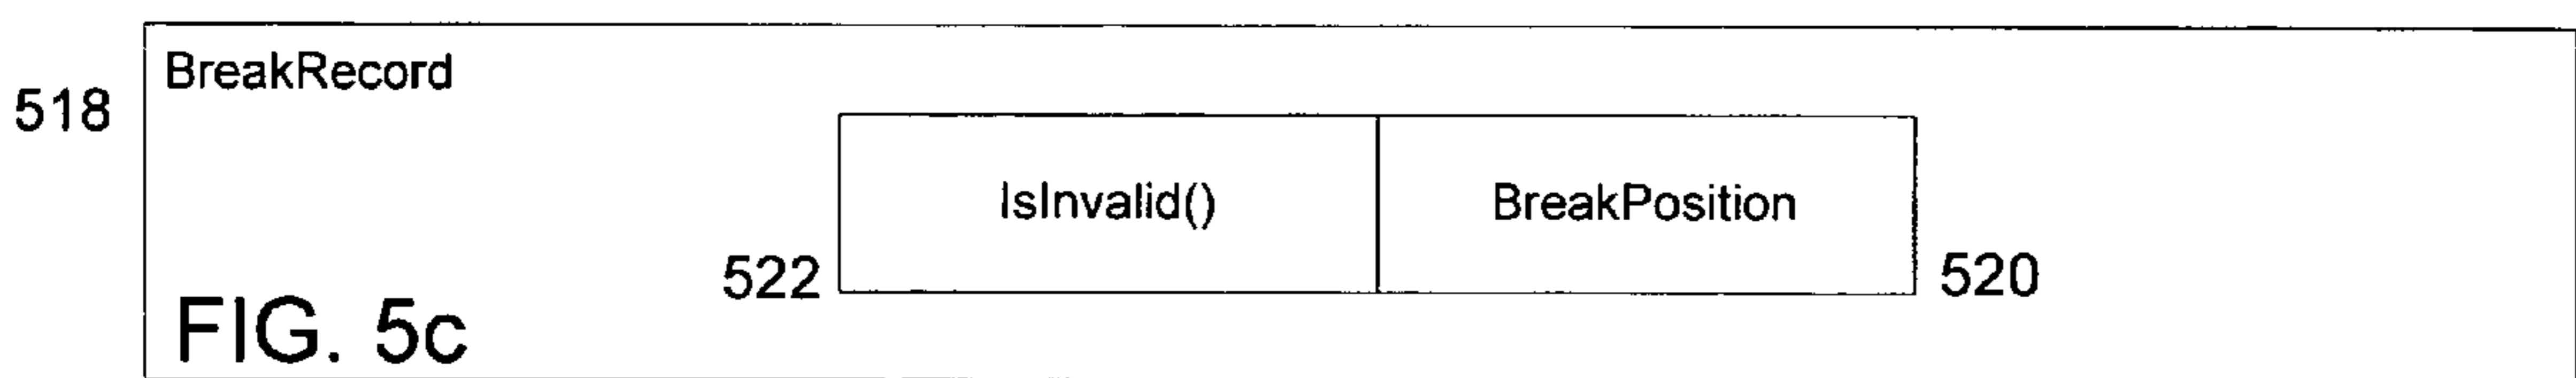 BreakRecord
518
IsInvalid() BreakPosition
522 520
FIG. 5c